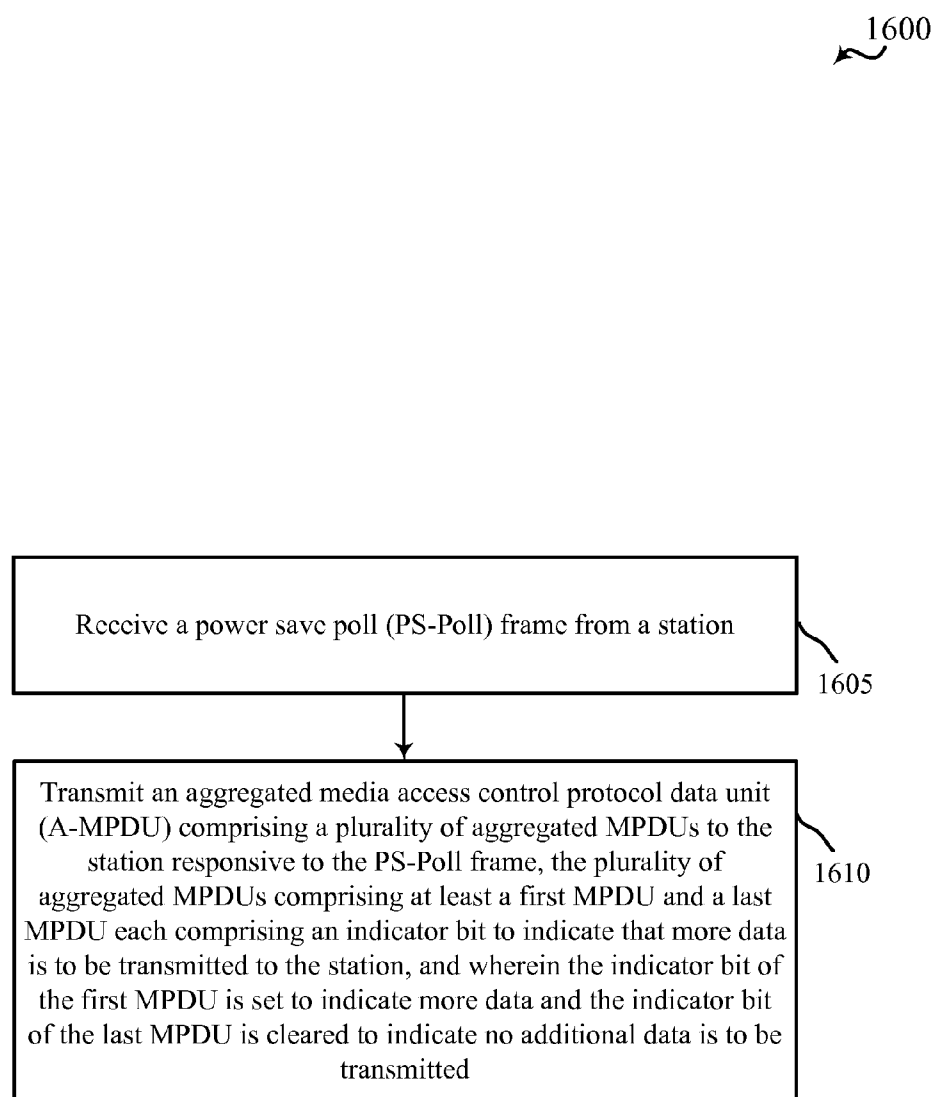 1600
Receive a power save poll (PS-Poll) frame from a station
1605
Transmit an aggregated media access control protocol data unit
(A-MPDU) comprising a plurality of aggregated MPDUs to the
station responsive to the PS-Poll frame, the plurality of
aggregated MPDUs comprising at least a first MPDU and a last
MPDU each comprising an indicator bit to indicate that more data
is to be transmitted to the station, and wherein the indicator bit of
the first MPDU is set to indicate more data and the indicator bit
of the last MPDU is cleared to indicate no additional data is to be
transmitted
1610